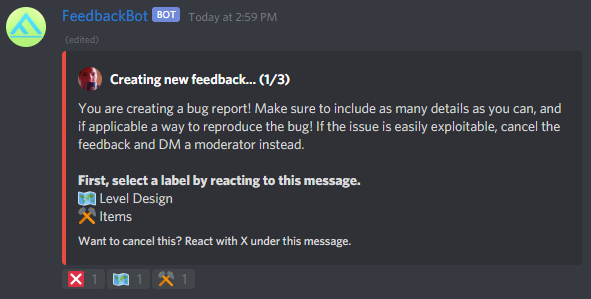 FeedbackBot BOT Today at 2:59 PM
(edited)
Creating new feedback... (1/3)
You are creating a bug report! Make sure to include as many details as you can, and
if applicable a way to reproduce the bug! If the issue is easily exploitable, cancel the
feedback and DM a moderator instead.
First, select a label by reacting to this message.
Level Design
Items
Want to cancel this? React with X under this message.
1 1 1